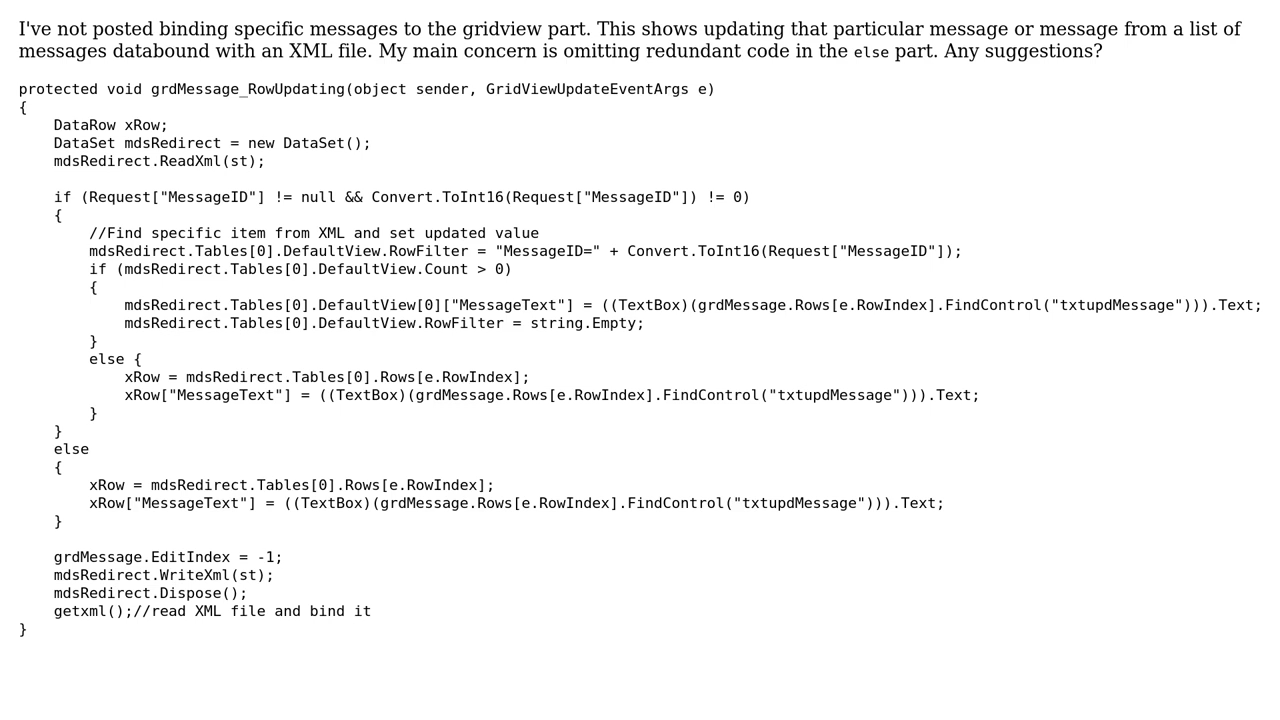 I've not posted binding specific messages to the gridview part. This shows updating that particular message or message from a list of
messages databound with an XML file. My main concern is omitting redundant code in the else part. Any suggestions?
protected void grdMessage_RowUpdating(object sender, GridViewUpdateEventArgs e)
{
    DataRow xRow;
    DataSet mdsRedirect = new DataSet();
    mdsRedirect.ReadXml(st);

    if (Request["MessageID"] != null && Convert.ToInt16(Request["MessageID"]) != 0)
    {
        //Find specific item from XML and set updated value
        mdsRedirect.Tables[0].DefaultView.RowFilter = "MessageID=" + Convert.ToInt16(Request["MessageID"]);
        if (mdsRedirect.Tables[0].DefaultView.Count > 0)
        {
            mdsRedirect.Tables[0].DefaultView[0]["MessageText"] = ((TextBox)(grdMessage.Rows[e.RowIndex].FindControl("txtupdMessage"))).Text;
            mdsRedirect.Tables[0].DefaultView.RowFilter = string.Empty;
        }
        else {
            xRow = mdsRedirect.Tables[0].Rows[e.RowIndex];
            xRow["MessageText"] = ((TextBox)(grdMessage.Rows[e.RowIndex].FindControl("txtupdMessage"))).Text;
        }
    }
    else
    {
        xRow = mdsRedirect.Tables[0].Rows[e.RowIndex];
        xRow["MessageText"] = ((TextBox)(grdMessage.Rows[e.RowIndex].FindControl("txtupdMessage"))).Text;
    }

    grdMessage.EditIndex = -1;
    mdsRedirect.WriteXml(st);
    mdsRedirect.Dispose();
    getxml();//read XML file and bind it
}